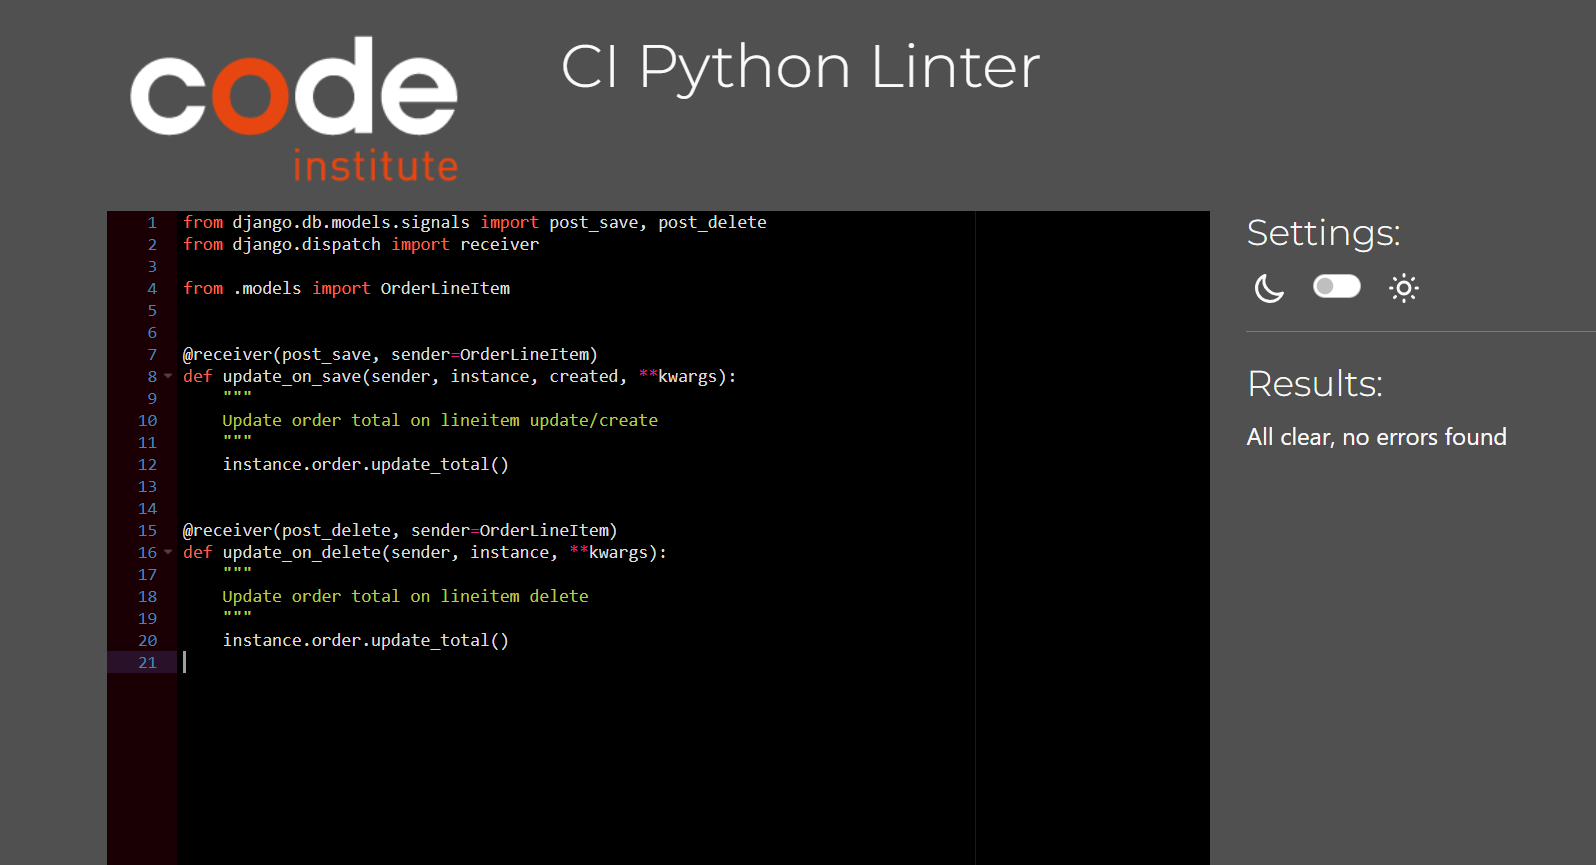 code
institute
CI Python Linter
1 from django.db.models.signals import post_save, post_delete
2 from django.dispatch import receiver
3
4 from .models import OrderLineItem
5
6
7 @receiver(post_save, sender=OrderLineItem)
8 def update_on_save(sender, instance, created, **kwargs):
9     """
10     Update order total on lineitem update/create
11     """
12     instance.order.update_total()
13
14
15 @receiver(post_delete, sender=OrderLineItem)
16 def update_on_delete(sender, instance, **kwargs):
17     """
18     Update order total on lineitem delete
19     """
20     instance.order.update_total()
21
Settings:
Results:
All clear, no errors found